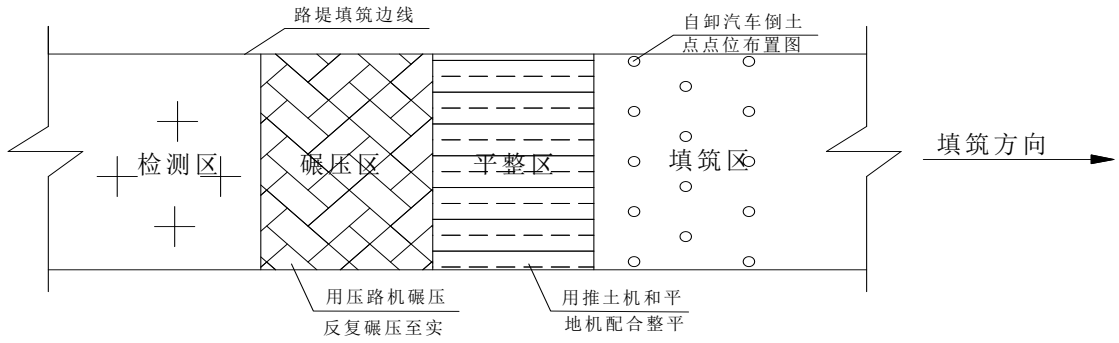 路堤填筑边线
自卸汽车倒土
点点位布置图
检测区
碾压区
平整区
填筑区
填筑方向
用压路机碾压
反复碾压至实
用推土机和平
地机配合整平